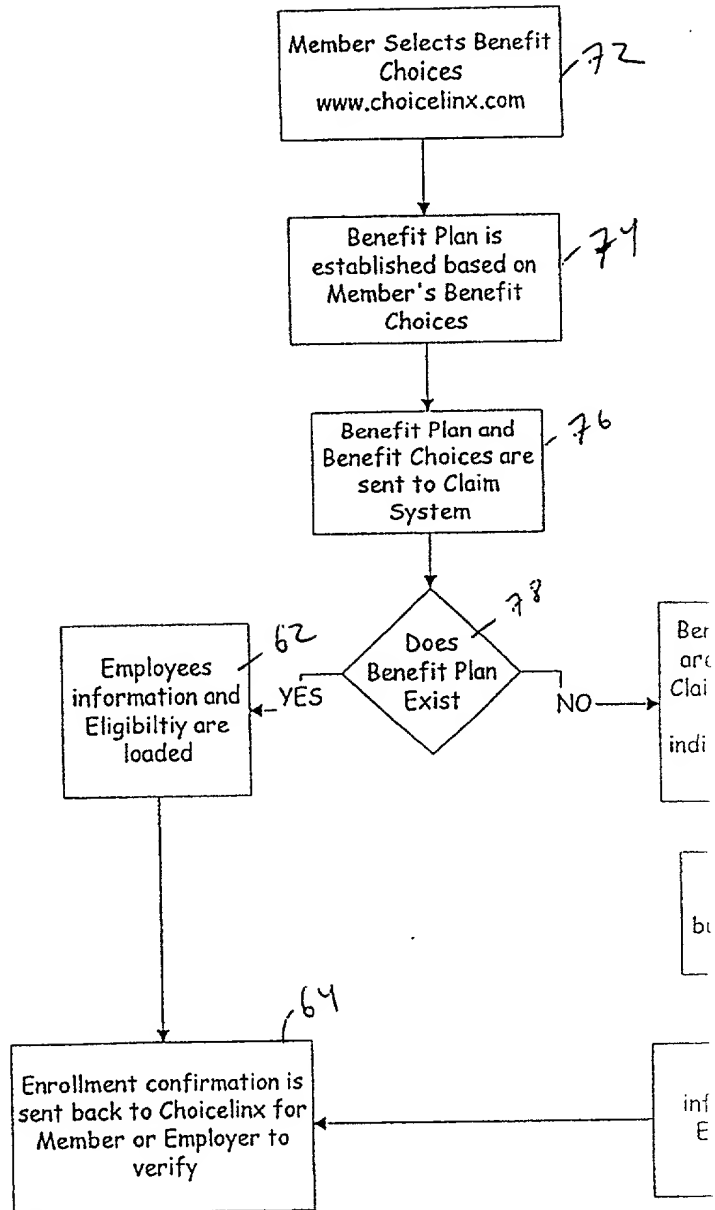 Member Selects Benefit
Choices
www.choicelinx.com
72
Benefit Plan is
established based on
Member's Benefit
Choices
74
Benefit Plan and
Benefit Choices are
sent to Claim
System
76
Does
Benefit Plan
Exist
78
YES
NO
Employees
information and
Eligibiltiy are
loaded
62
Enrollment confirmation is
sent back to Choicelinx for
Member or Employer to
verify
64